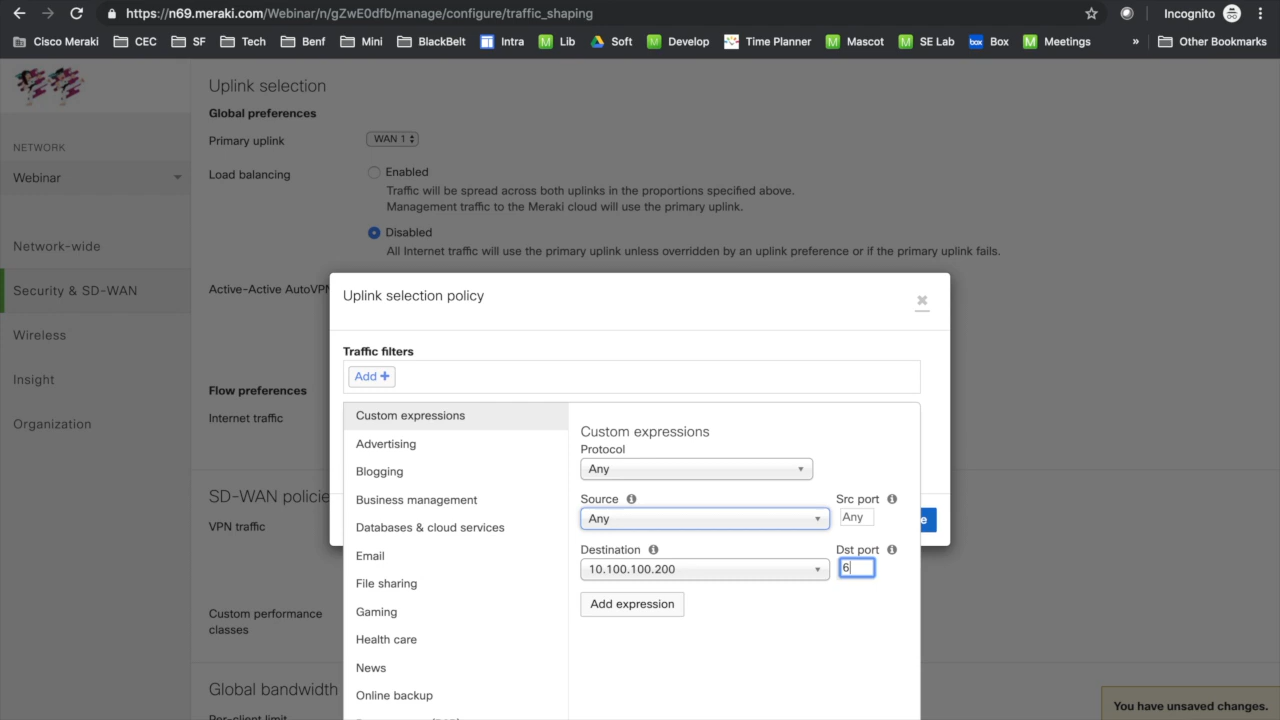 https://n69.meraki.com/Webinar/n/gZwE0dfb/manage/configure/traffic_shaping
Incognito
Cisco Meraki CEC SF Tech Benf Mini BlackBelt Intra Lib Soft Develop Time Planner Mascot SE Lab Box Meetings » Other Bookmarks
NETWORK
Webinar
Network-wide
Security & SD-WAN
Wireless
Insight
Organization
Uplink selection
Global preferences
Primary uplink WAN 1
Load balancing Enabled
Traffic will be spread across both uplinks in the proportions specified above.
Management traffic to the Meraki cloud will use the primary uplink.
Disabled
All Internet traffic will use the primary uplink unless overridden by an uplink preference or if the primary uplink fails.
Active-Active AutoVPN
Flow preferences
Internet traffic
SD-WAN policie
VPN traffic
Custom performance
classes
Global bandwidth
Per-client limit
Uplink selection policy
Traffic filters
Add +
Custom expressions
Advertising
Blogging
Business management
Databases & cloud services
Email
File sharing
Gaming
Health care
News
Online backup
Custom expressions
Protocol
Any
Source Src port
Any Any
Destination Dst port
10.100.100.200 6
Add expression
e
You have unsaved changes.